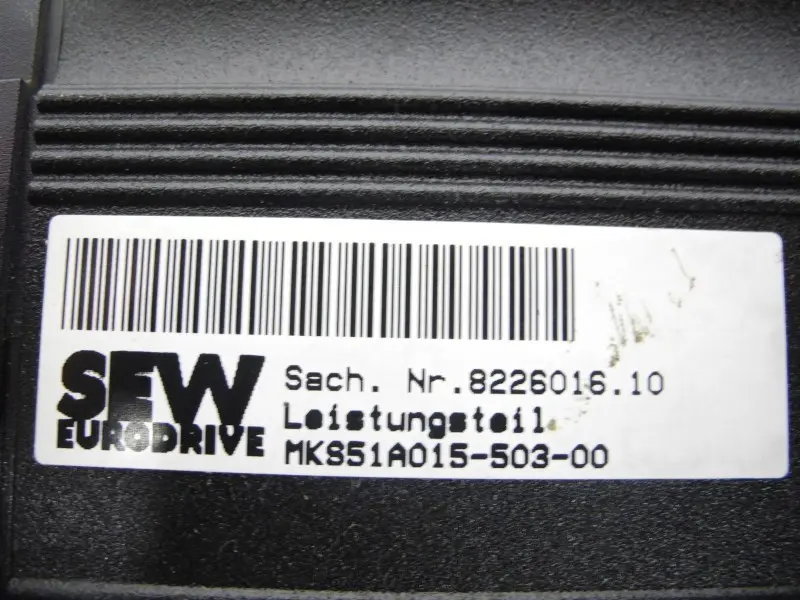 SEW
EURODRIVE
Sach. Nr.8226016.10
Leistungsteil
MKS51A015-503-00